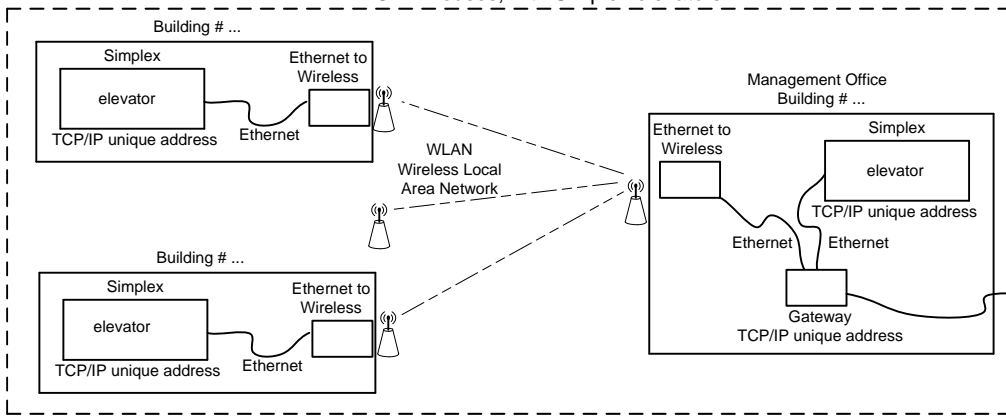 Building # ...
Simplex
Ethernet to
Wireless
elevator
Ethernet
TCP/IP unique address
WLAN
Wireless Local
Area Network
Building # ...
Simplex
Ethernet to
Wireless
elevator
Ethernet
TCP/IP unique address
Management Office
Building # ...
Ethernet to
Wireless
Simplex
elevator
TCP/IP unique address
Ethernet
Ethernet
Gateway
TCP/IP unique address